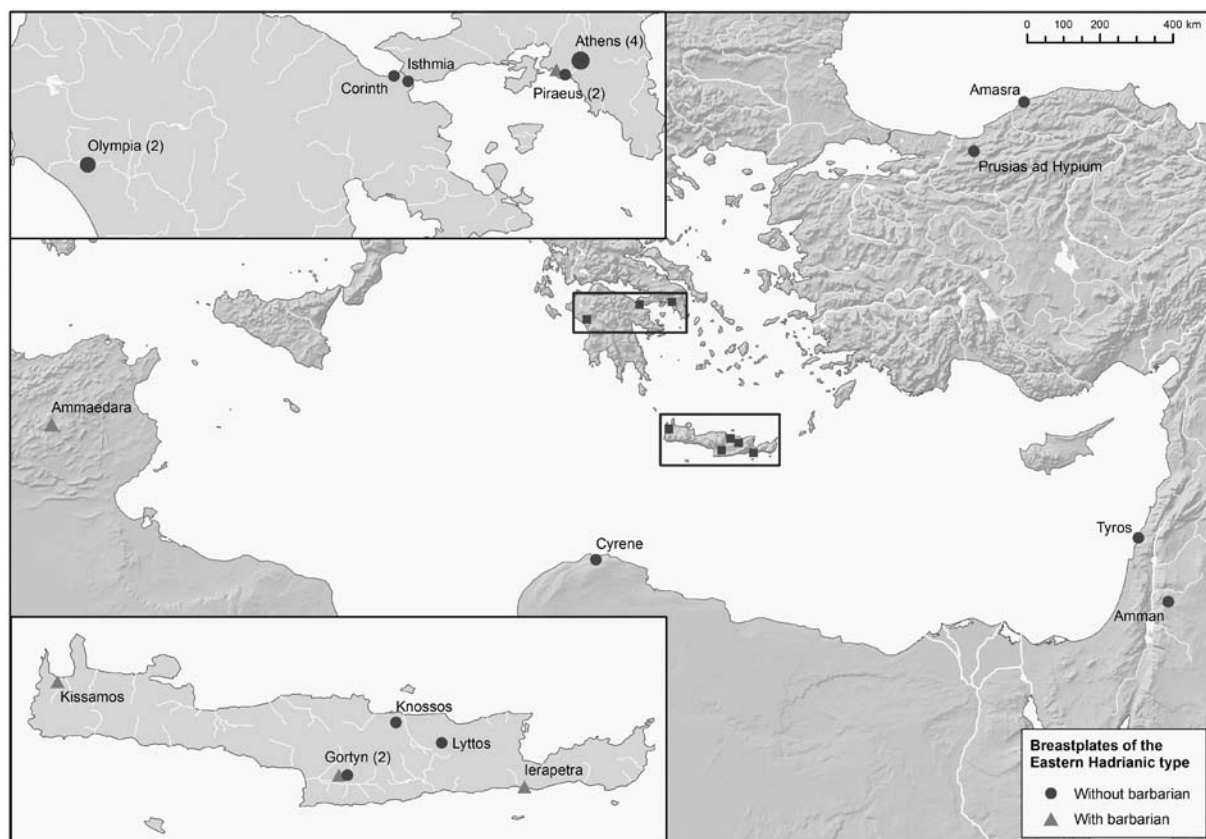 0 100 200 400 km
Athens (4)
Isthmia
Corinth
Piraeus (2)
Olympia (2)
Amasra
Prusias ad Hypium
Ammaedara
Cyrene
Tyros
Amman
Kissamos
Knossos
Lyttos
Gortyn (2)
Ierapetra
Breastplates of the
Eastern Hadrianic type
Without barbarian
With barbarian